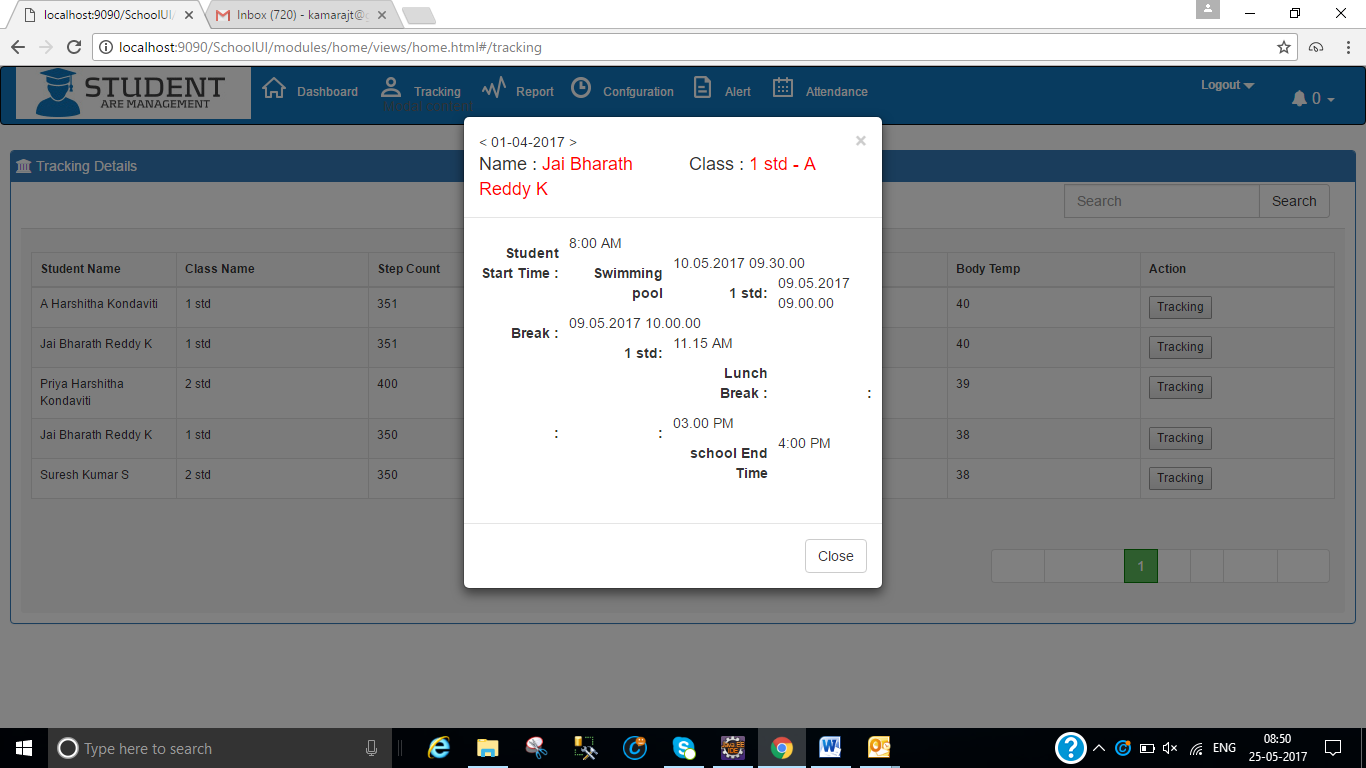 localhost:9090/SchoolUI/
Inbox (720) - kamarajt@
localhost:9090/SchoolUI/modules/home/views/home.html#/tracking
STUDENT
ARE MANAGEMENT
Dashboard
Tracking
Report
Configuration
Alert
Attendance
Logout
0
Tracking Details
Search
Search
Student Name
Class Name
Step Count
Body Temp
Action
A Harshitha Kondaviti
1 std
351
40
Tracking
Jai Bharath Reddy K
1 std
351
40
Tracking
Priya Harshitha
Kondaviti
2 std
400
39
Tracking
Jai Bharath Reddy K
1 std
350
38
Tracking
Suresh Kumar S
2 std
350
38
Tracking
1
< 01-04-2017 >
×
Name : Jai Bharath
Reddy K
Class : 1 std - A
Student
Start Time :
8:00 AM
Swimming
pool
10.05.2017 09.30.00
1 std:
09.05.2017
09.00.00
Break :
09.05.2017 10.00.00
1 std:
11.15 AM
Lunch
Break :
:
:
:
03.00 PM
school End
Time
4:00 PM
Close
Type here to search
ENG
08:50
25-05-2017